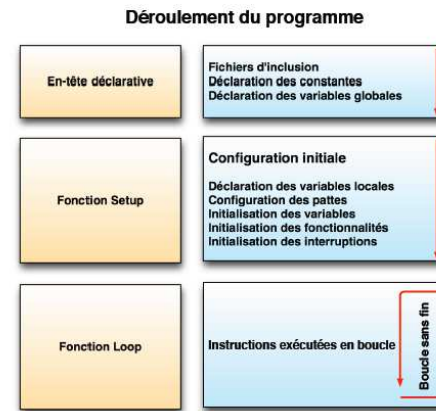 Déroulement du programme
En-tête déclarative
Fichiers d'inclusion
Déclaration des constantes
Déclaration des variables globales
Fonction Setup
Configuration initiale
Déclaration des variables locales
Configuration des pattes
Initialisation des variables
Initialisation des fonctionnalités
Initialisation des interruptions
Fonction Loop
Instructions exécutées en boucle
Boucle sans fin